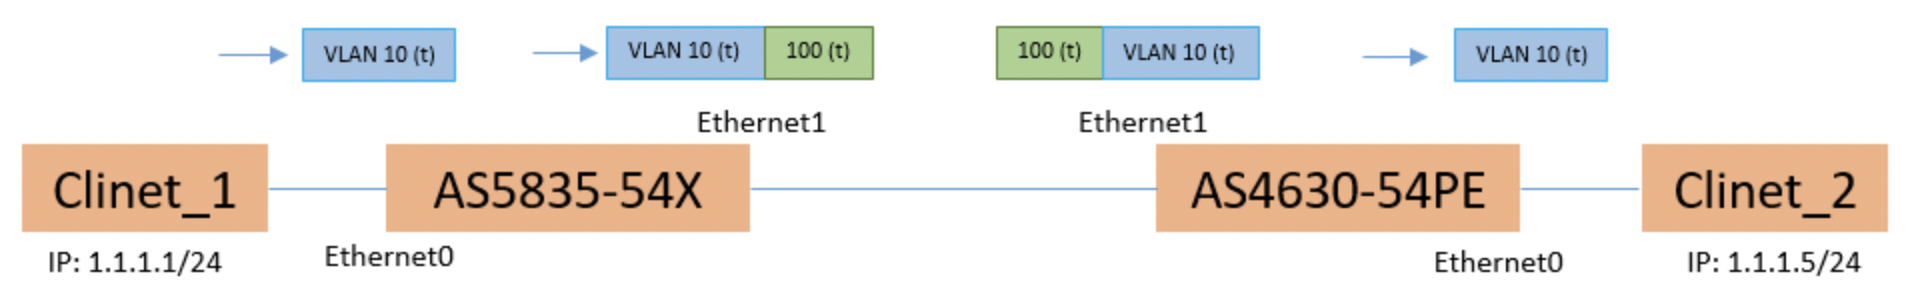 VLAN 10 (t)
VLAN 10 (t) 100 (t)
100 (t) VLAN 10 (t)
VLAN 10 (t)
Ethernet1
Ethernet1
Clinet_1
AS5835-54X
AS4630-54PE
Clinet_2
IP: 1.1.1.1/24
Ethernet0
Ethernet0
IP: 1.1.1.5/24